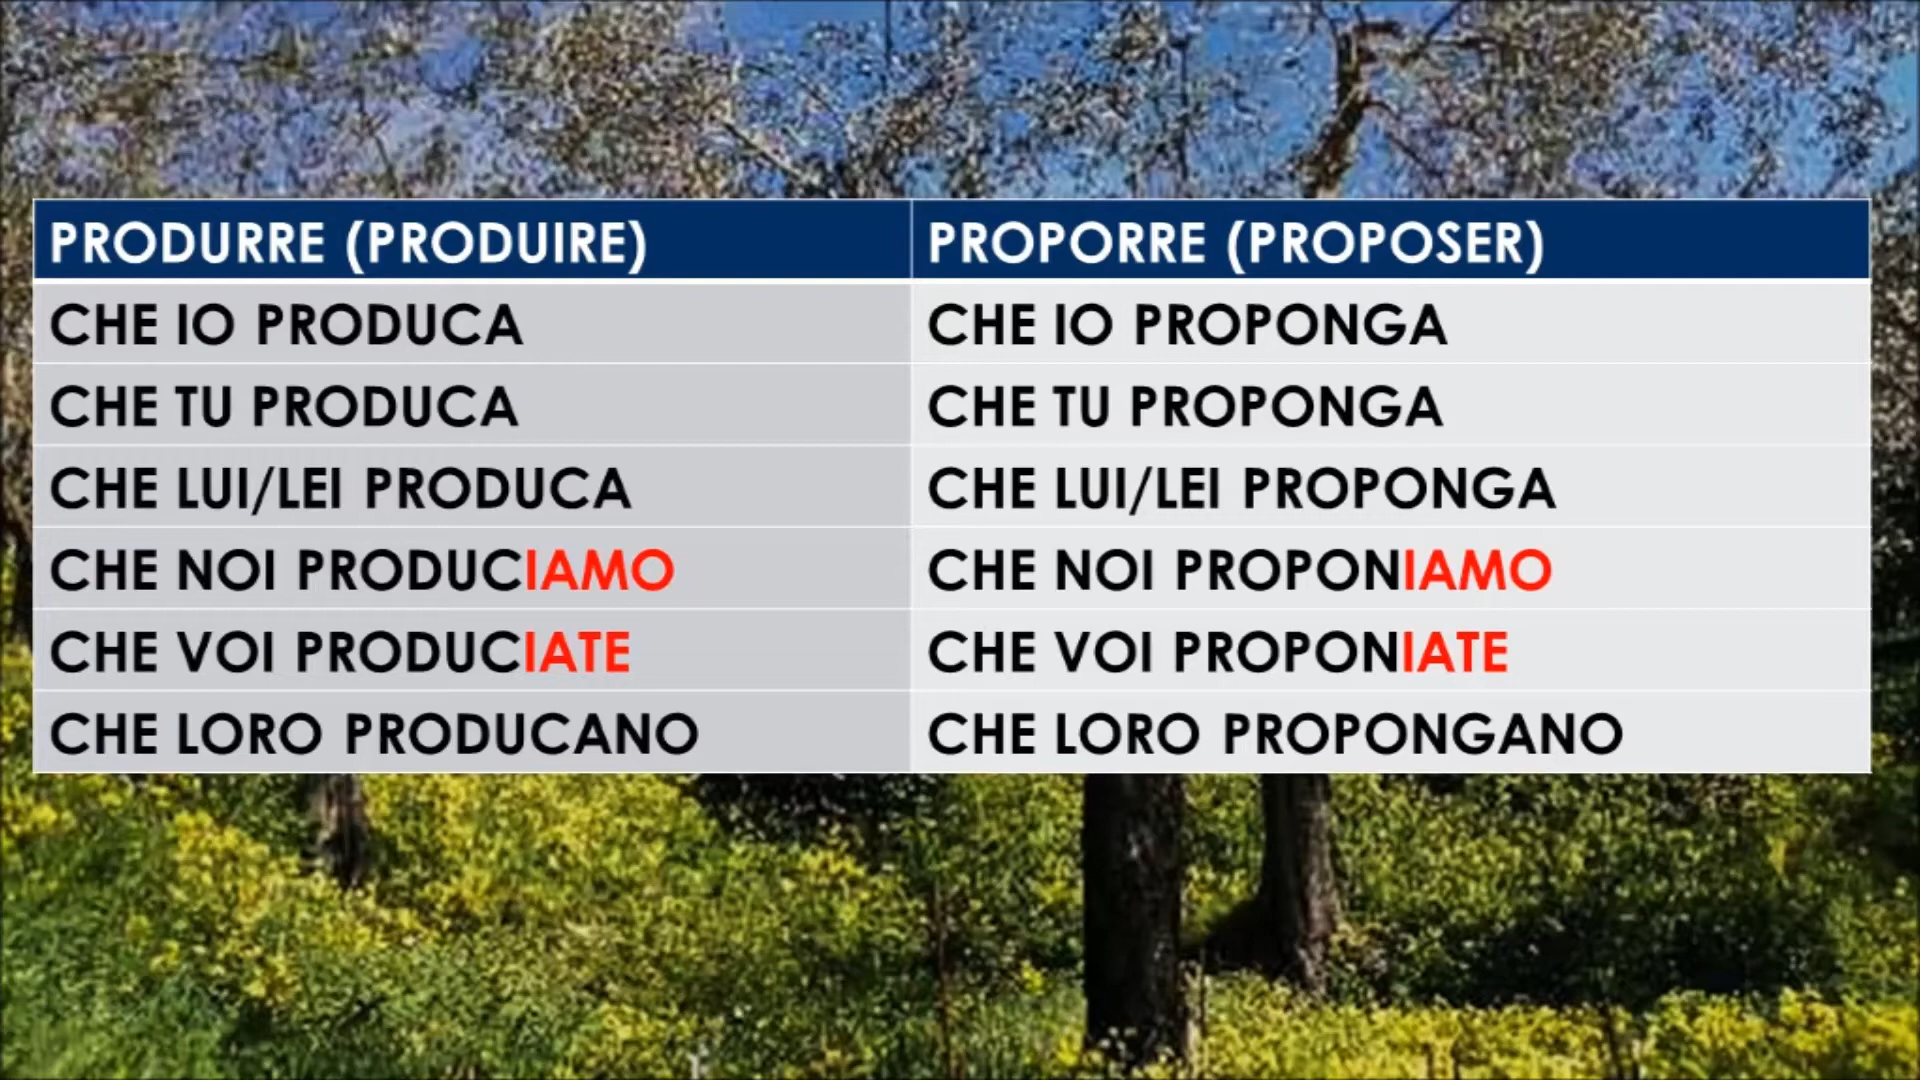 PRODURRE (PRODUIRE) PROPORRE (PROPOSER)
CHE IO PRODUCA CHE IO PROPONGA
CHE TU PRODUCA CHE TU PROPONGA
CHE LUI/LEI PRODUCA CHE LUI/LEI PROPONGA
CHE NOI PRODUCIAMO CHE NOI PROPONIAMO
CHE VOI PRODUCIATE CHE VOI PROPONIATE
CHE LORO PRODUCANO CHE LORO PROPONGANO